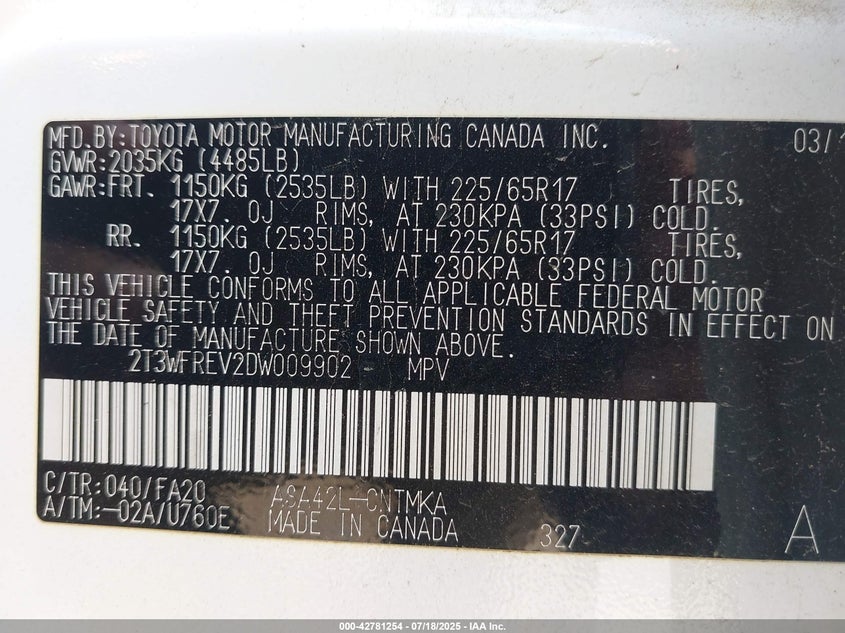 MFD.BY:TOYOTA MOTOR MANUFACTURING CANADA INC. 03/1
GVWR:2035KG (4485LB)
GAWR:FRT. 1150KG (2535LB) WITH 225/65R17 TIRES,
17X7.0J RIMS, AT 230KPA (33PSI) COLD.
RR. 1150KG (2535LB) WITH 225/65R17 TIRES,
17X7.0J RIMS, AT 230KPA (33PSI) COLD.
THIS VEHICLE CONFORMS TO ALL APPLICABLE FEDERAL MOTOR
VEHICLE SAFETY AND THEFT PREVENTION STANDARDS IN EFFECT ON
THE DATE OF MANUFACTURE SHOWN ABOVE.
2T3WFREV2DW009902 MPV
C/TR:040/FA20 ASA42L-CNTMKA
A/TM:-02A/U760E MADE IN CANADA 327 A
000-42781254 - 07/18/2025 - IAA Inc.